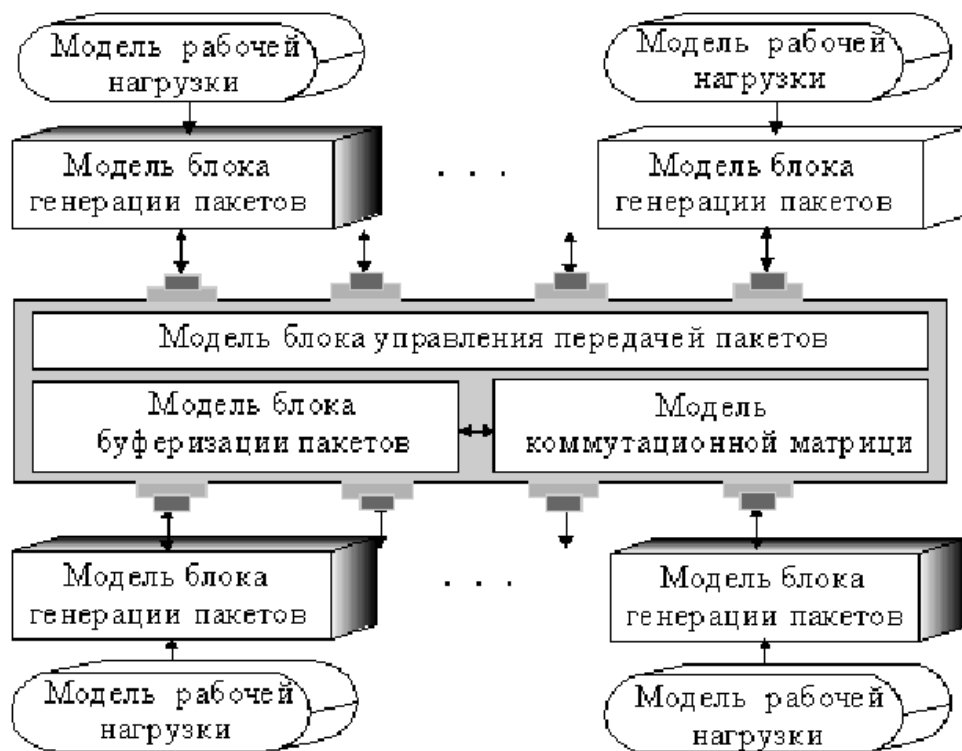 Модель рабочей
нагрузки
Модель рабочей
нагрузки
Модель блока
генерации пакетов
. . .
Модель блока
генерации пакетов
Модель блока управления передачей пакетов
Модель блока
буферизации пакетов
Модель
коммутационной матрици
Модель блока
генерации пакетов
. . .
Модель блока
генерации пакетов
Модель рабочей
нагрузки
Модель рабочей
нагрузки